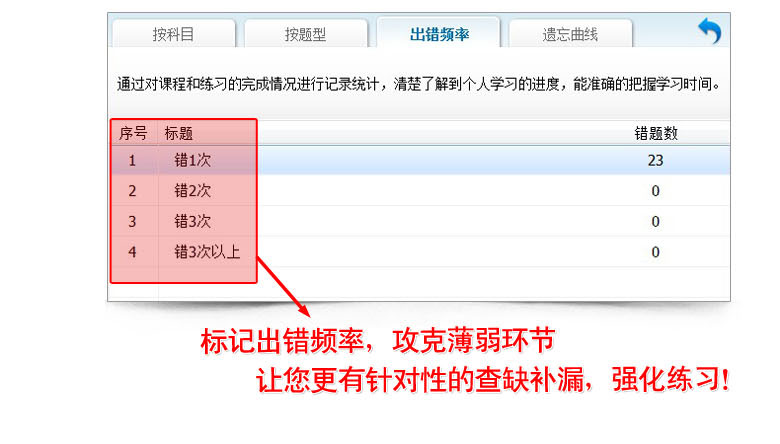 按科目 按题型 出错频率 遗忘曲线
通过对课程和练习的完成情况进行记录统计，清楚了解到个人学习的进度，能准确的把握学习时间。
序号 标题 错题数
1 错1次 23
2 错2次 0
3 错3次 0
4 错3次以上 0
标记出错频率，攻克薄弱环节
让您更有针对性的查缺补漏，强化练习!